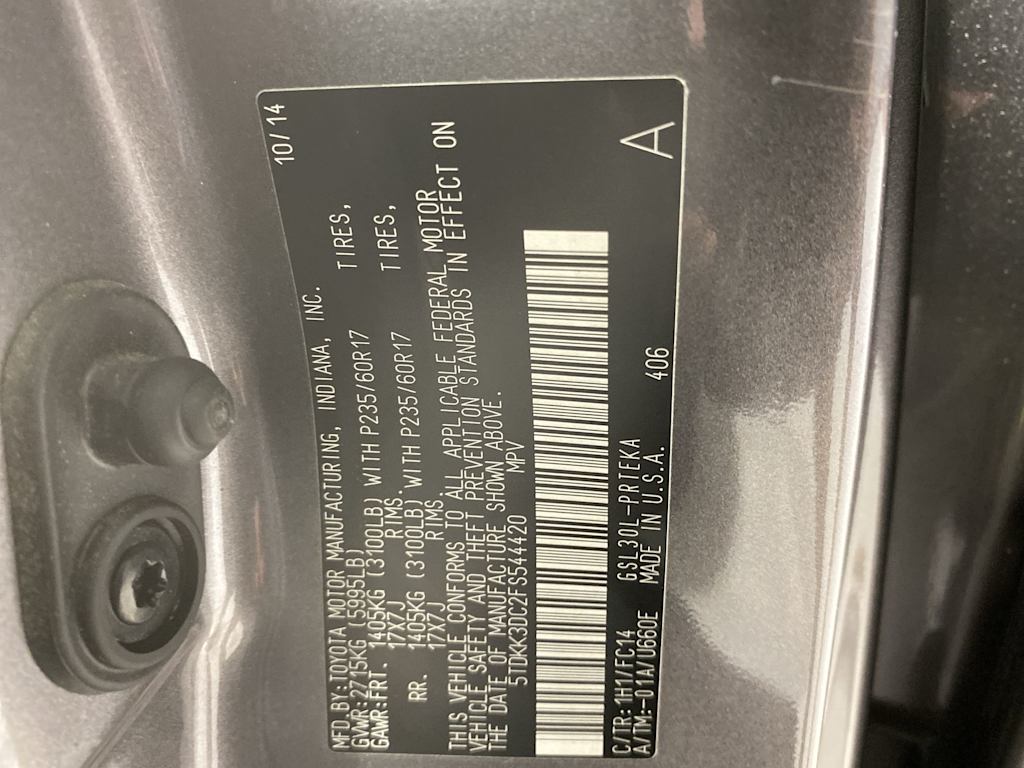 MFD.BY:TOYOTA MOTOR MANUFACTURING, INDIANA, INC. 10/14
GVWR:2715KG (5995LB)
GAWR:FRT. 1405KG (3100LB) WITH P235/60R17 TIRES,
17X7J RIMS.
RR. 1405KG (3100LB) WITH P235/60R17 TIRES,
17X7J RIMS.
THIS VEHICLE CONFORMS TO ALL APPLICABLE FEDERAL MOTOR
VEHICLE SAFETY AND THEFT PREVENTION STANDARDS IN EFFECT ON
THE DATE OF MANUFACTURE SHOWN ABOVE.
5TDKK3DC2FS544420 MPV
C/TR:1H1/FC14 GSL30L-PRTEKA
A/TM-01A/U660E MADE IN U.S.A. 406
A